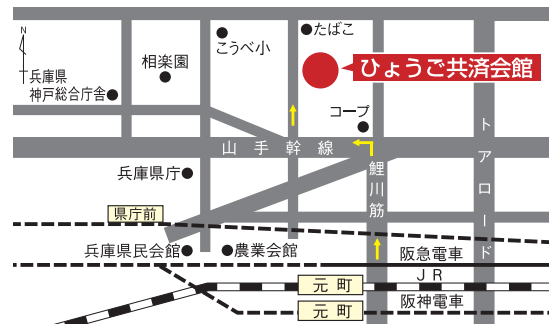 N
たばこ
こうべ小
相楽園
ひょうご共済会館
兵庫県
神戸総合庁舎
コープ
トアロード
山手幹線
兵庫県庁
鯉川筋
県庁前
兵庫県民会館
農業会館
阪急電車
JR
元町
阪神電車
元町